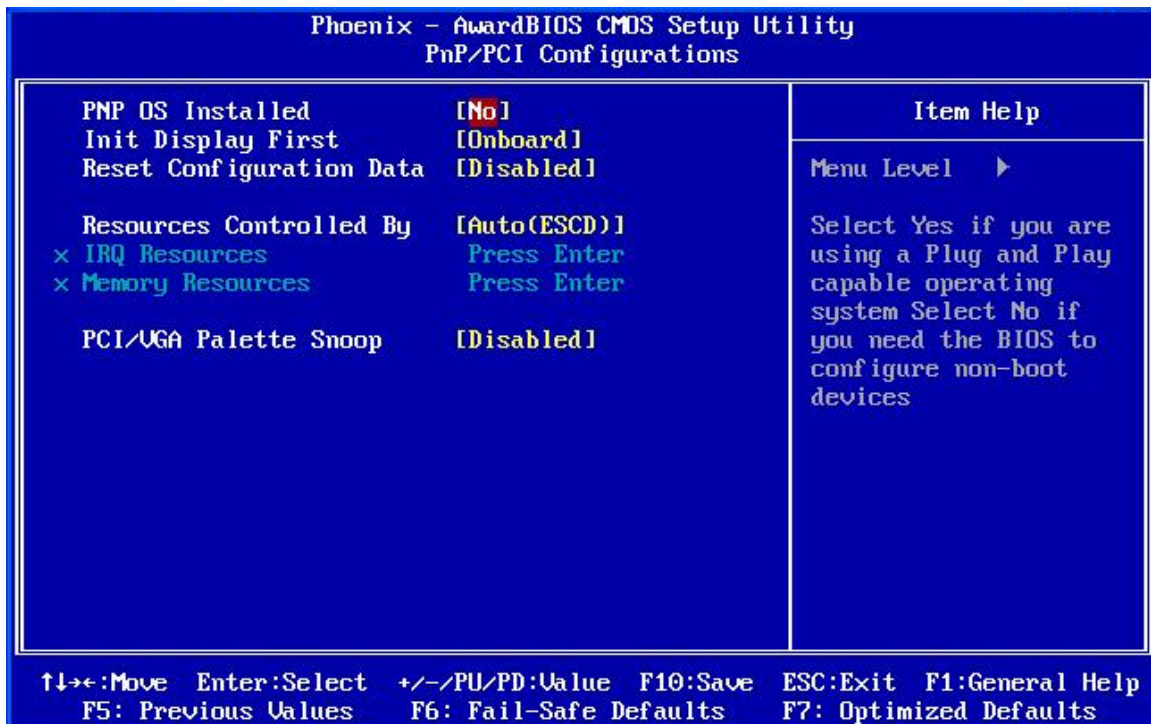 Phoenix - AwardBIOS CMOS Setup Utility
PnP/PCI Configurations
PNP OS Installed [No]
Init Display First [Onboard]
Reset Configuration Data [Disabled]
Resources Controlled By [Auto(ESCD)]
x IRQ Resources Press Enter
x Memory Resources Press Enter
PCI/VGA Palette Snoop [Disabled]
Item Help
Menu Level ▶
Select Yes if you are
using a Plug and Play
capable operating
system Select No if
you need the BIOS to
configure non-boot
devices
↑↓→←:Move Enter:Select +/-/PU/PD:Value F10:Save ESC:Exit F1:General Help
F5: Previous Values F6: Fail-Safe Defaults F7: Optimized Defaults